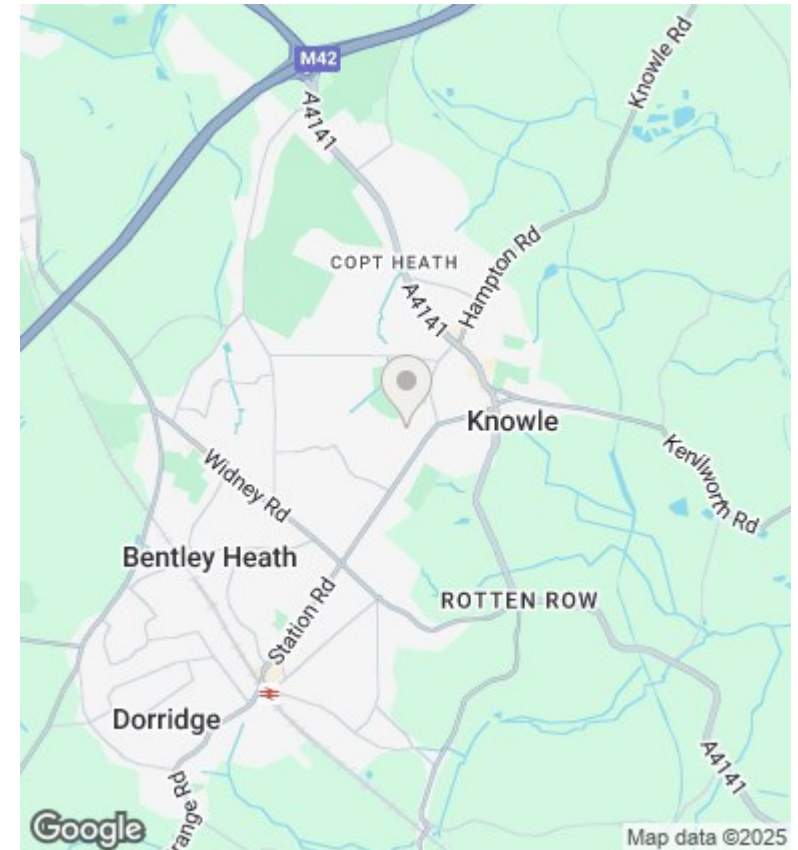 M42
A4141
Knowle Rd
COPT HEATH
Hampton Rd
A4141
Knowle
Kenilworth Rd
Widney Rd
Bentley Heath
Station Rd
ROTTEN ROW
Dorridge
A4141
range Rd
Google
Map data ©2025